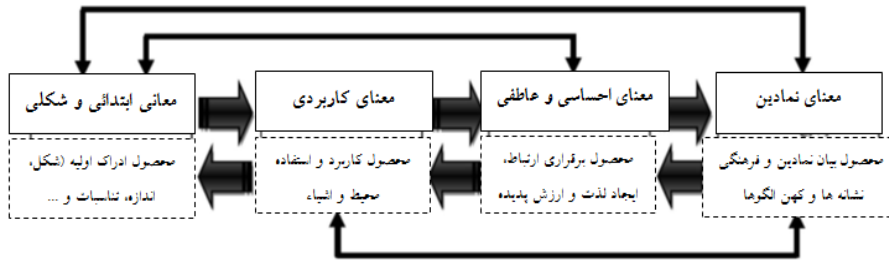 معانی ابتدائی و شکلی
محصول ادراک اولیه (شکل،
اندازه، تناسبات و ...
معنای کاربردی
محصول کاربرد و استفاده
محیط و اشیاء
معنای احساسی و عاطفی
محصول برقراری ارتباط،
ایجاد لذت و ارزش پدیده
معنای نمادین
محصول بیان نمادین و فرهنگی
نشانه ها و کهن الگوها